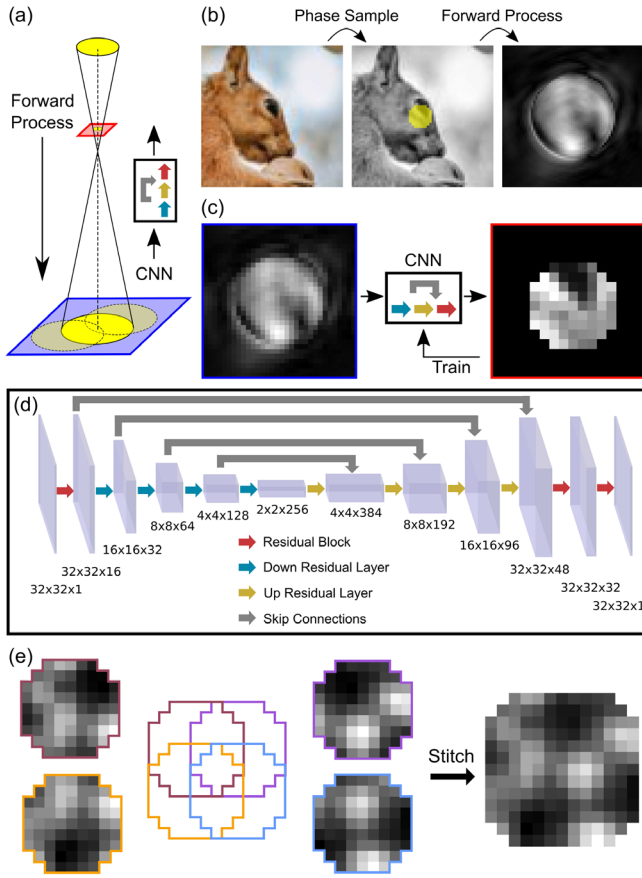 (a)
Forward
Process
CNN
(b)
Phase Sample
Forward Process
(c)
CNN
Train
(d)
32x32x1
32x32x16
16x16x32
8x8x64
4x4x128
2x2x256
4x4x384
8x8x192
16x16x96
32x32x48
32x32x32
32x32x1
Residual Block
Down Residual Layer
Up Residual Layer
Skip Connections
(e)
Stitch